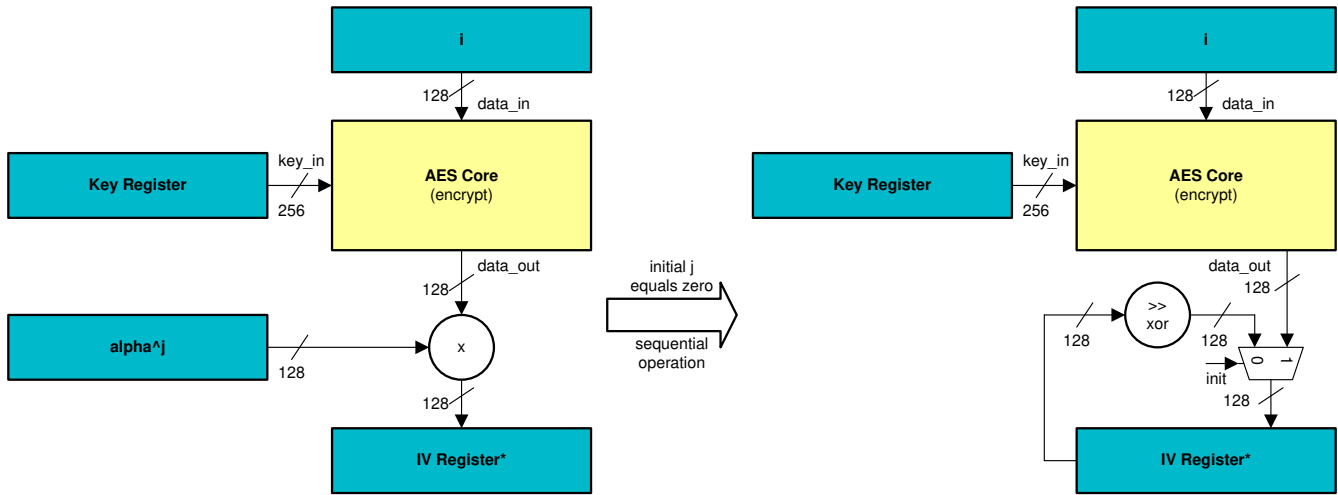 i
128
data_in
Key Register
key_in
256
AES Core
(encrypt)
data_out
128
alpha^j
128
x
128
IV Register*
initial j
equals zero
sequential
operation
i
128
data_in
Key Register
key_in
256
AES Core
(encrypt)
data_out
128
>>
xor
128
128
0
1
init
128
IV Register*